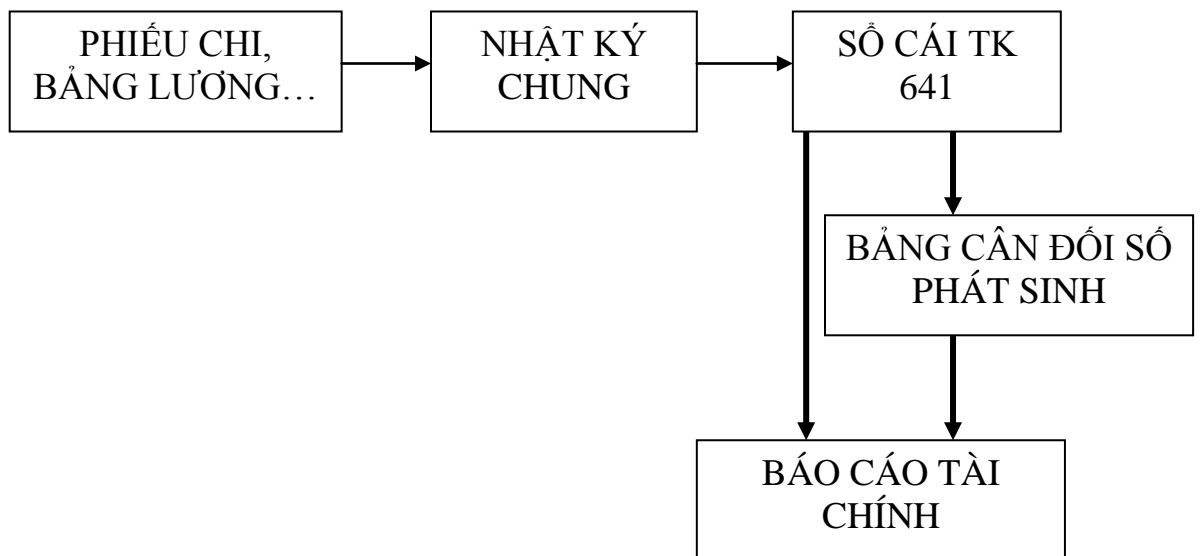 PHIẾU CHI,
BẢNG LƯƠNG…
NHẬT KÝ
CHUNG
SỔ CÁI TK
641
BẢNG CÂN ĐỐI SỐ
PHÁT SINH
BÁO CÁO TÀI
CHÍNH